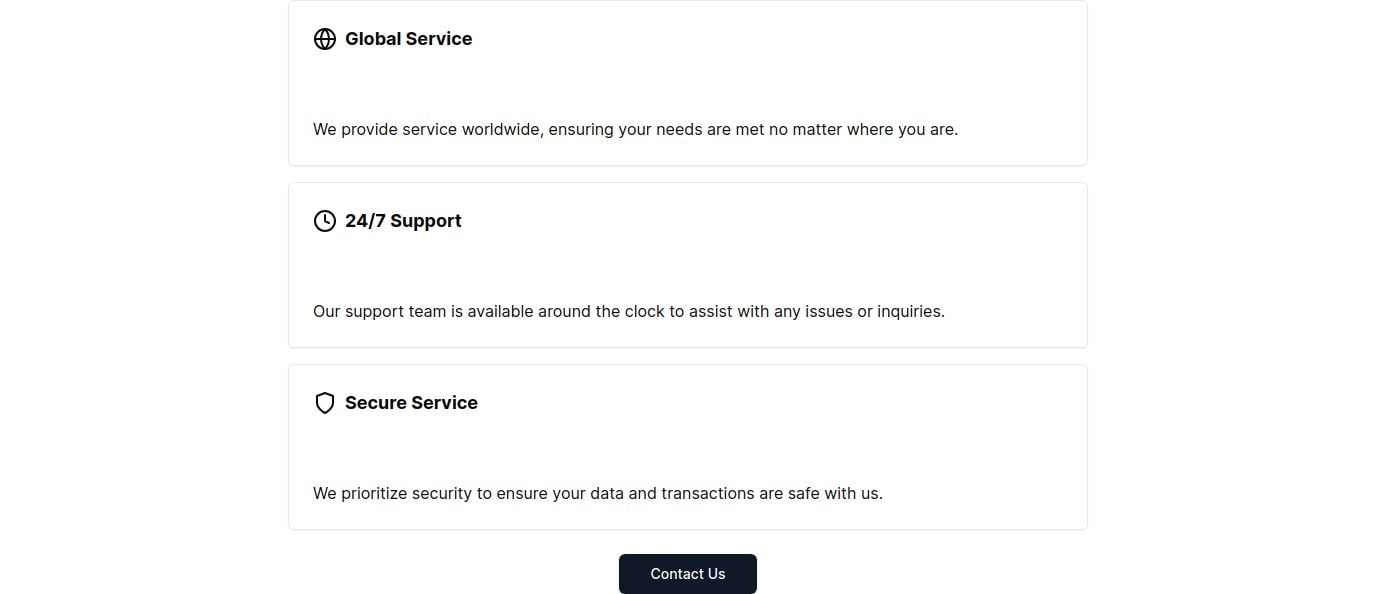 Global Service
We provide service worldwide, ensuring your needs are met no matter where you are.
24/7 Support
Our support team is available around the clock to assist with any issues or inquiries.
Secure Service
We prioritize security to ensure your data and transactions are safe with us.
Contact Us